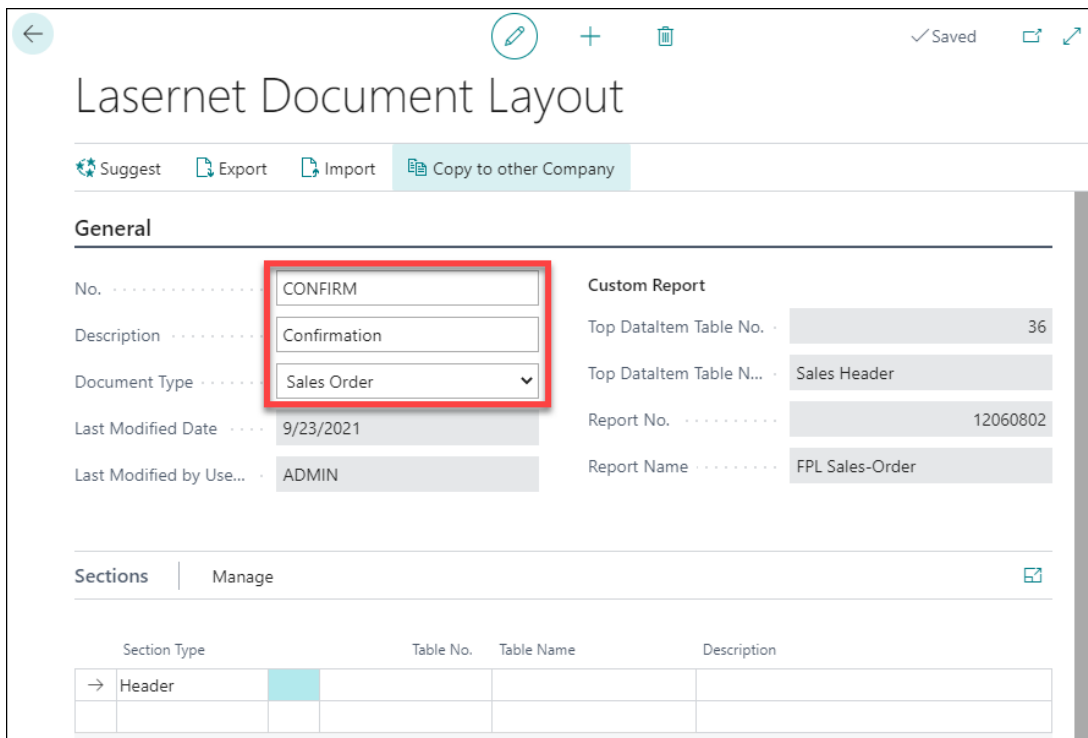 Saved
Lasernet Document Layout
Suggest Export Import Copy to other Company
General
No. CONFIRM
Description Confirmation
Document Type Sales Order
Last Modified Date 9/23/2021
Last Modified by Use... ADMIN
Custom Report
Top DataItem Table No. 36
Top DataItem Table N... Sales Header
Report No. 12060802
Report Name FPL Sales-Order
Sections Manage
Section Type Table No. Table Name Description
Header